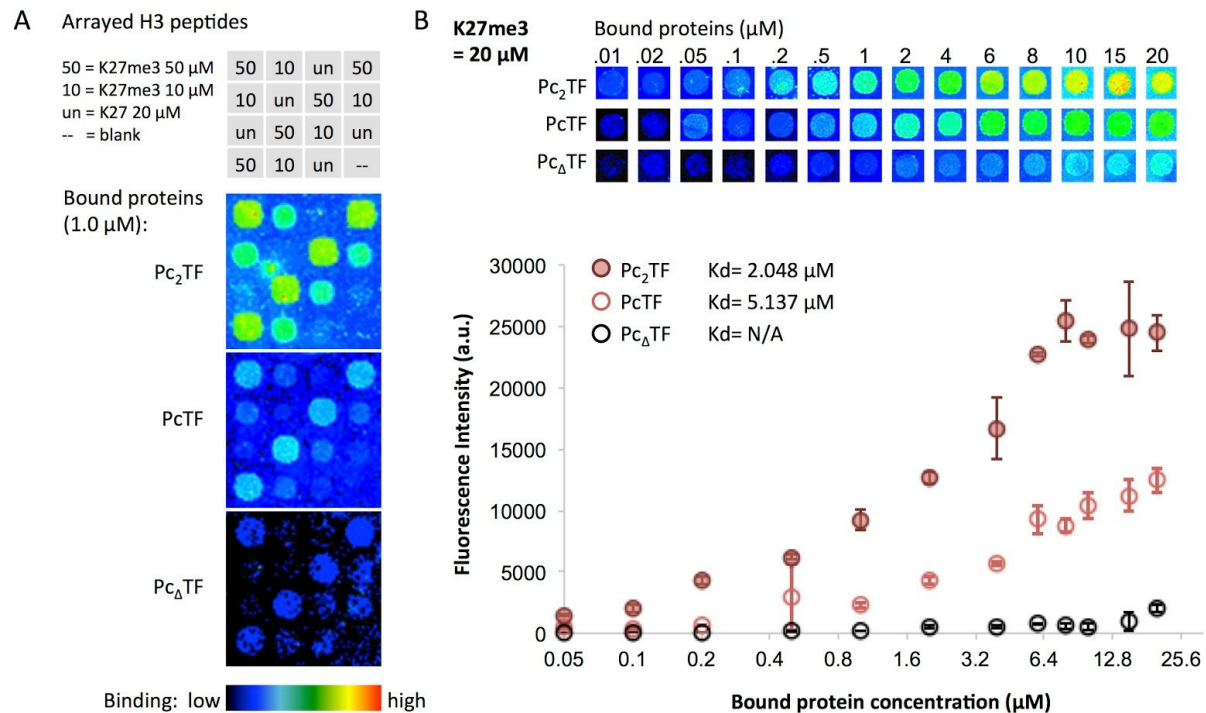 A
Arrayed H3 peptides
50 = K27me3 50 μM
10 = K27me3 10 μM
un = K27 20 μM
-- = blank
50 10 un 50
10 un 50 10
un 50 10 un
50 10 un --
Bound proteins
(1.0 μM):
Pc₂TF
PcTF
PcΔTF
Binding: low high
B
K27me3
= 20 μM
Bound proteins (μM)
.01 .02 .05 .1 .2 .5 1 2 4 6 8 10 15 20
Pc₂TF
PcTF
PcΔTF
Fluorescence Intensity (a.u.)
30000
25000
20000
15000
10000
5000
0
Pc₂TF Kd= 2.048 μM
PcTF Kd= 5.137 μM
PcΔTF Kd= N/A
0.05 0.1 0.2 0.4 0.8 1.6 3.2 6.4 12.8 25.6
Bound protein concentration (μM)